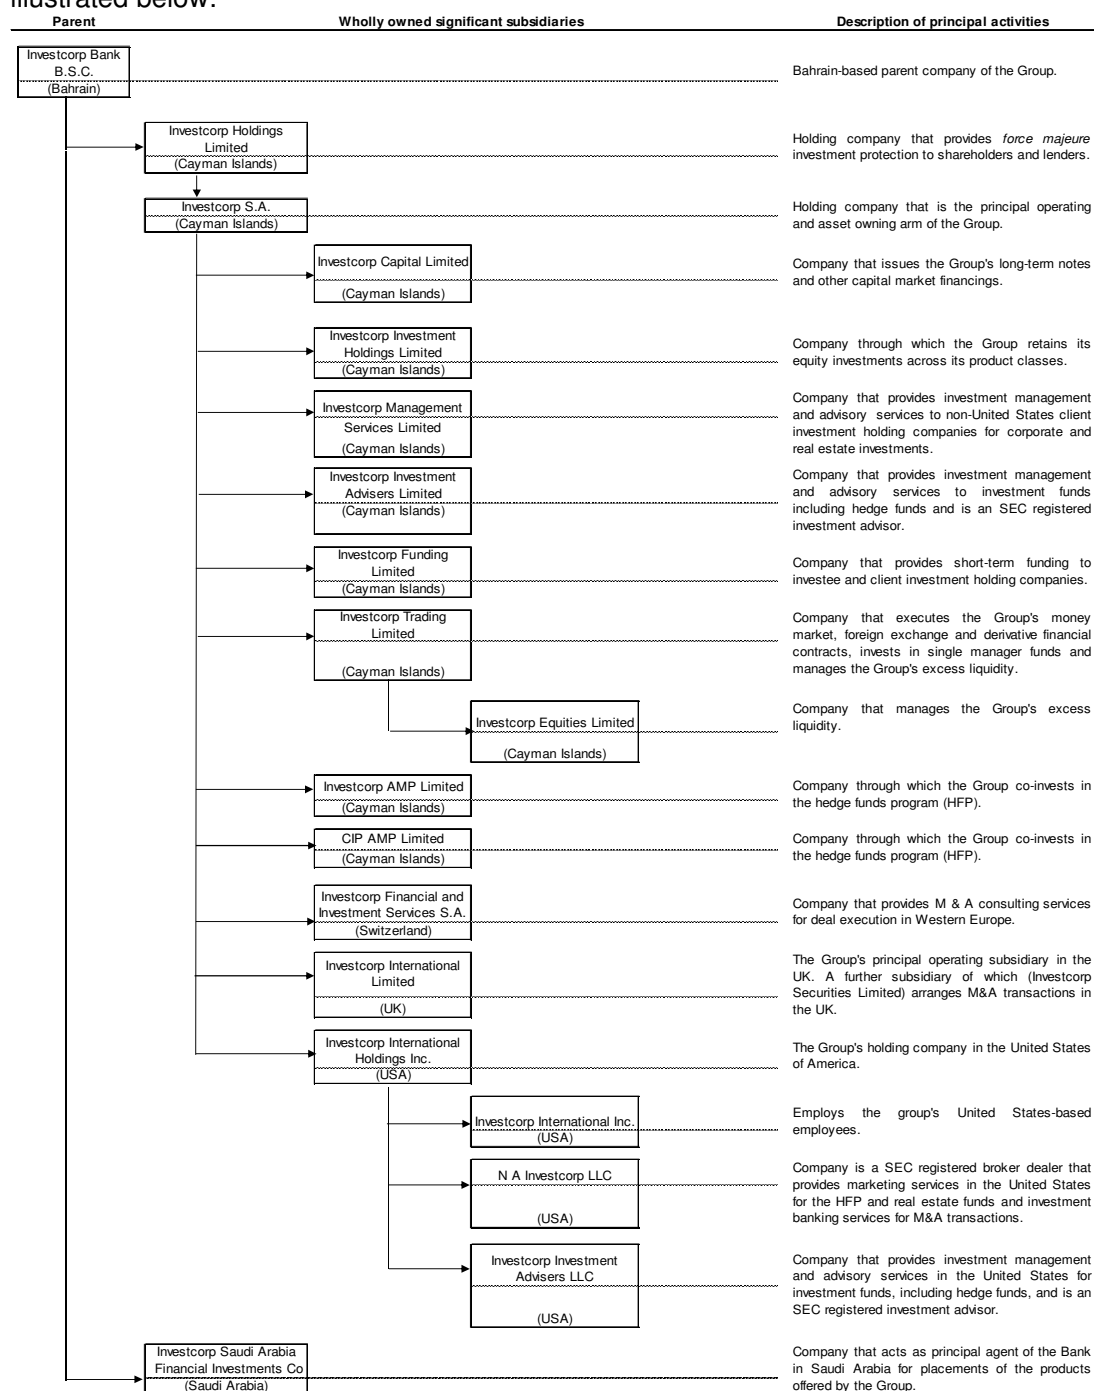 illustrated below:
Parent Wholly owned significant subsidiaries Description of principal activities
Investcorp Bank
B.S.C.
(Bahrain)
Bahrain-based parent company of the Group.
Investcorp Holdings
Limited
(Cayman Islands)
Holding company that provides force majeure
investment protection to shareholders and lenders.
Investcorp S.A.
(Cayman Islands)
Holding company that is the principal operating
and asset owning arm of the Group.
Investcorp Capital Limited
(Cayman Islands)
Company that issues the Group's long-term notes
and other capital market financings.
Investcorp Investment
Holdings Limited
(Cayman Islands)
Company through which the Group retains its
equity investments across its product classes.
Investcorp Management
Services Limited
(Cayman Islands)
Company that provides investment management
and advisory services to non-United States client
investment holding companies for corporate and
real estate investments.
Investcorp Investment
Advisers Limited
(Cayman Islands)
Company that provides investment management
and advisory services to investment funds
including hedge funds and is an SEC registered
investment advisor.
Investcorp Funding
Limited
(Cayman Islands)
Company that provides short-term funding to
investee and client investment holding companies.
Investcorp Trading
Limited
(Cayman Islands)
Company that executes the Group's money
market, foreign exchange and derivative financial
contracts, invests in single manager funds and
manages the Group's excess liquidity.
Investcorp Equities Limited
(Cayman Islands)
Company that manages the Group's excess
liquidity.
Investcorp AMP Limited
(Cayman Islands)
Company through which the Group co-invests in
the hedge funds program (HFP).
CIP AMP Limited
(Cayman Islands)
Company through which the Group co-invests in
the hedge funds program (HFP).
Investcorp Financial and
Investment Services S.A.
(Switzerland)
Company that provides M & A consulting services
for deal execution in Western Europe.
Investcorp International
Limited
(UK)
The Group's principal operating subsidiary in the
UK. A further subsidiary of which (Investcorp
Securities Limited) arranges M&A transactions in
the UK.
Investcorp International
Holdings Inc.
(USA)
The Group's holding company in the United States
of America.
Investcorp International Inc.
(USA)
Employs the group's United States-based
employees.
N A Investcorp LLC
(USA)
Company is a SEC registered broker dealer that
provides marketing services in the United States
for the HFP and real estate funds and investment
banking services for M&A transactions.
Investcorp Investment
Advisers LLC
(USA)
Company that provides investment management
and advisory services in the United States for
investment funds, including hedge funds, and is an
SEC registered investment advisor.
Investcorp Saudi Arabia
Financial Investments Co
(Saudi Arabia)
Company that acts as principal agent of the Bank
in Saudi Arabia for placements of the products
offered by the Group.